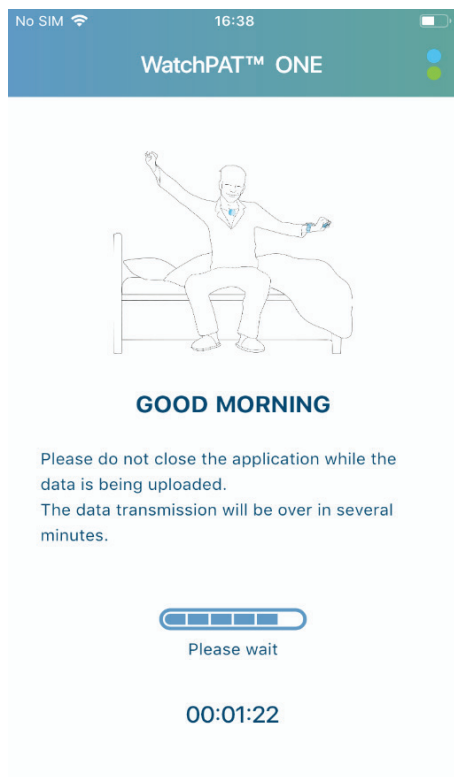 No SIM 16:38
WatchPAT™ ONE
GOOD MORNING
Please do not close the application while the
data is being uploaded.
The data transmission will be over in several
minutes.
Please wait
00:01:22